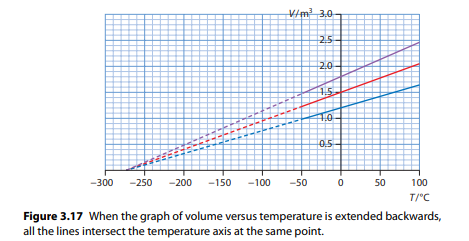 V/m³ 3.0
2.5
2.0
1.5
1.0
0.5
−300 −250 −200 −150 −100 −50 0 50 100
T/°C
Figure 3.17 When the graph of volume versus temperature is extended backwards,
all the lines intersect the temperature axis at the same point.